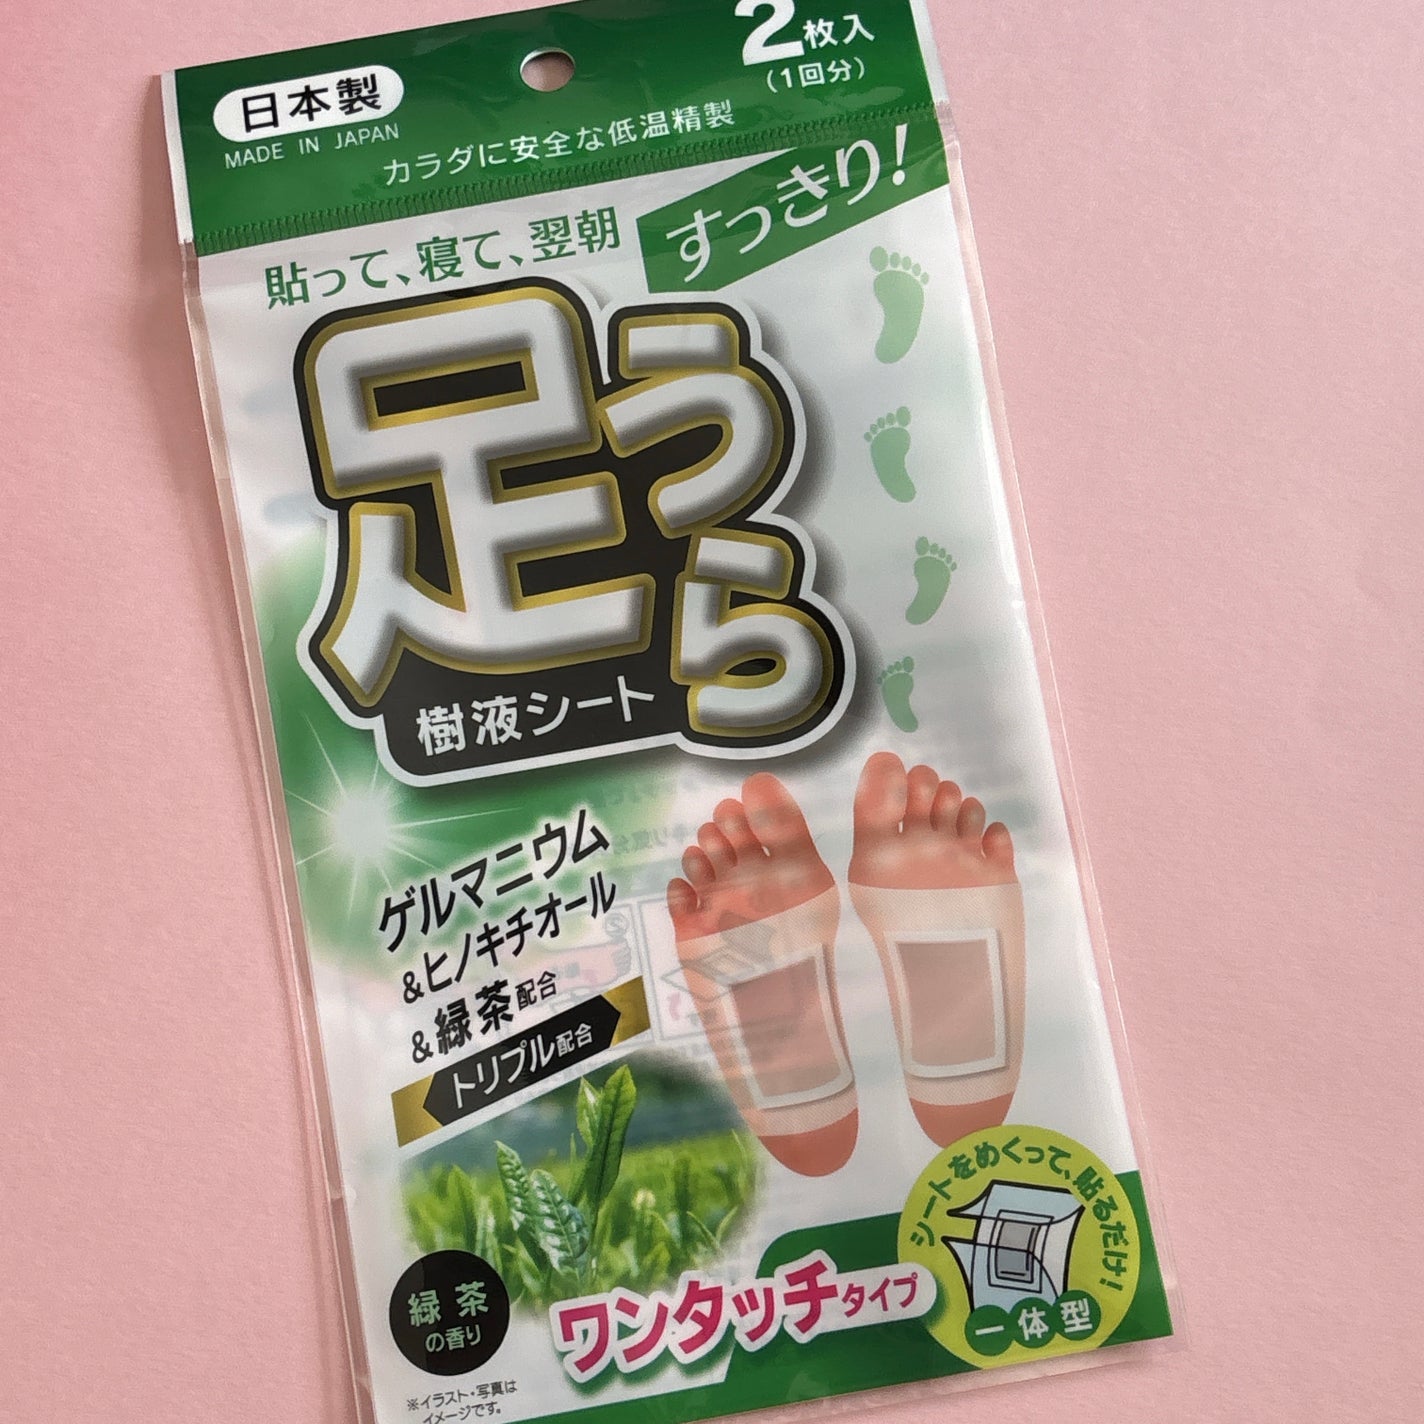 2枚入
(1回分)
日本製
MADE IN JAPAN
カラダに安全な低温精製
貼って、寝て、翌朝
すっきり!
足うら
樹液シート
ゲルマニウム
&ヒノキチオール
&緑茶配合
トリプル配合
シートをめくって、貼るだけ!
一体型
緑茶
の香り
ワンタッチタイプ
※イラスト・写真は
イメージです。